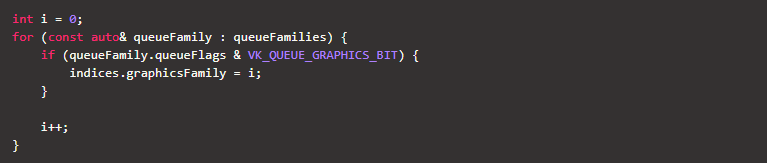 int i = 0;
for (const auto& queueFamily : queueFamilies) {
    if (queueFamily.queueFlags & VK_QUEUE_GRAPHICS_BIT) {
        indices.graphicsFamily = i;
    }

    i++;
}